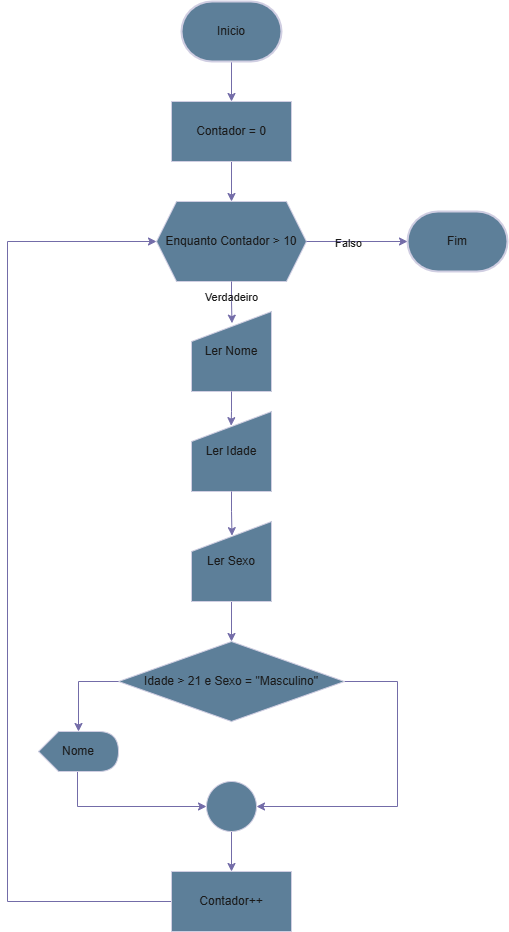 Inicio
Contador = 0
Enquanto Contador > 10
Falso
Fim
Verdadeiro
Ler Nome
Ler Idade
Ler Sexo
Idade > 21 e Sexo = "Masculino"
Nome
Contador++